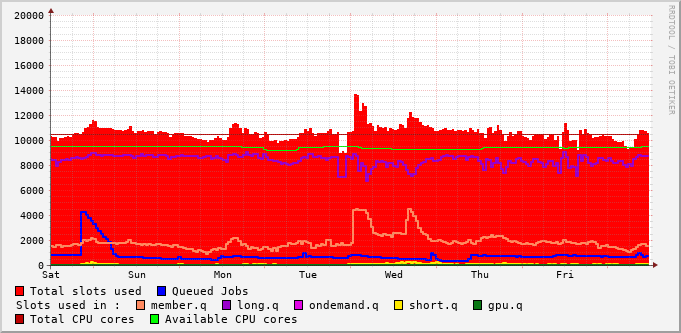 20000
18000
16000
14000
12000
10000
8000
6000
4000
2000
0
Sat Sun Mon Tue Wed Thu Fri
RRDTOOL / TOBI OETIKER
Total slots used Queued Jobs
Slots used in : member.q long.q ondemand.q short.q gpu.q
Total CPU cores Available CPU cores